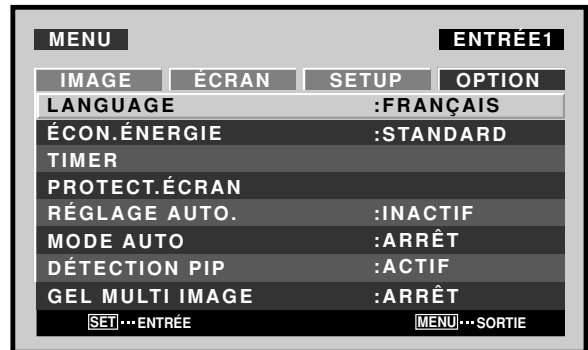 MENU ENTRÉE1
IMAGE ÉCRAN SETUP OPTION
LANGUAGE :FRANÇAIS
ÉCON.ÉNERGIE :STANDARD
TIMER
PROTECT.ÉCRAN
RÉGLAGE AUTO. :INACTIF
MODE AUTO :ARRÊT
DÉTECTION PIP :ACTIF
GEL MULTI IMAGE :ARRÊT
SET···ENTRÉE MENU···SORTIE